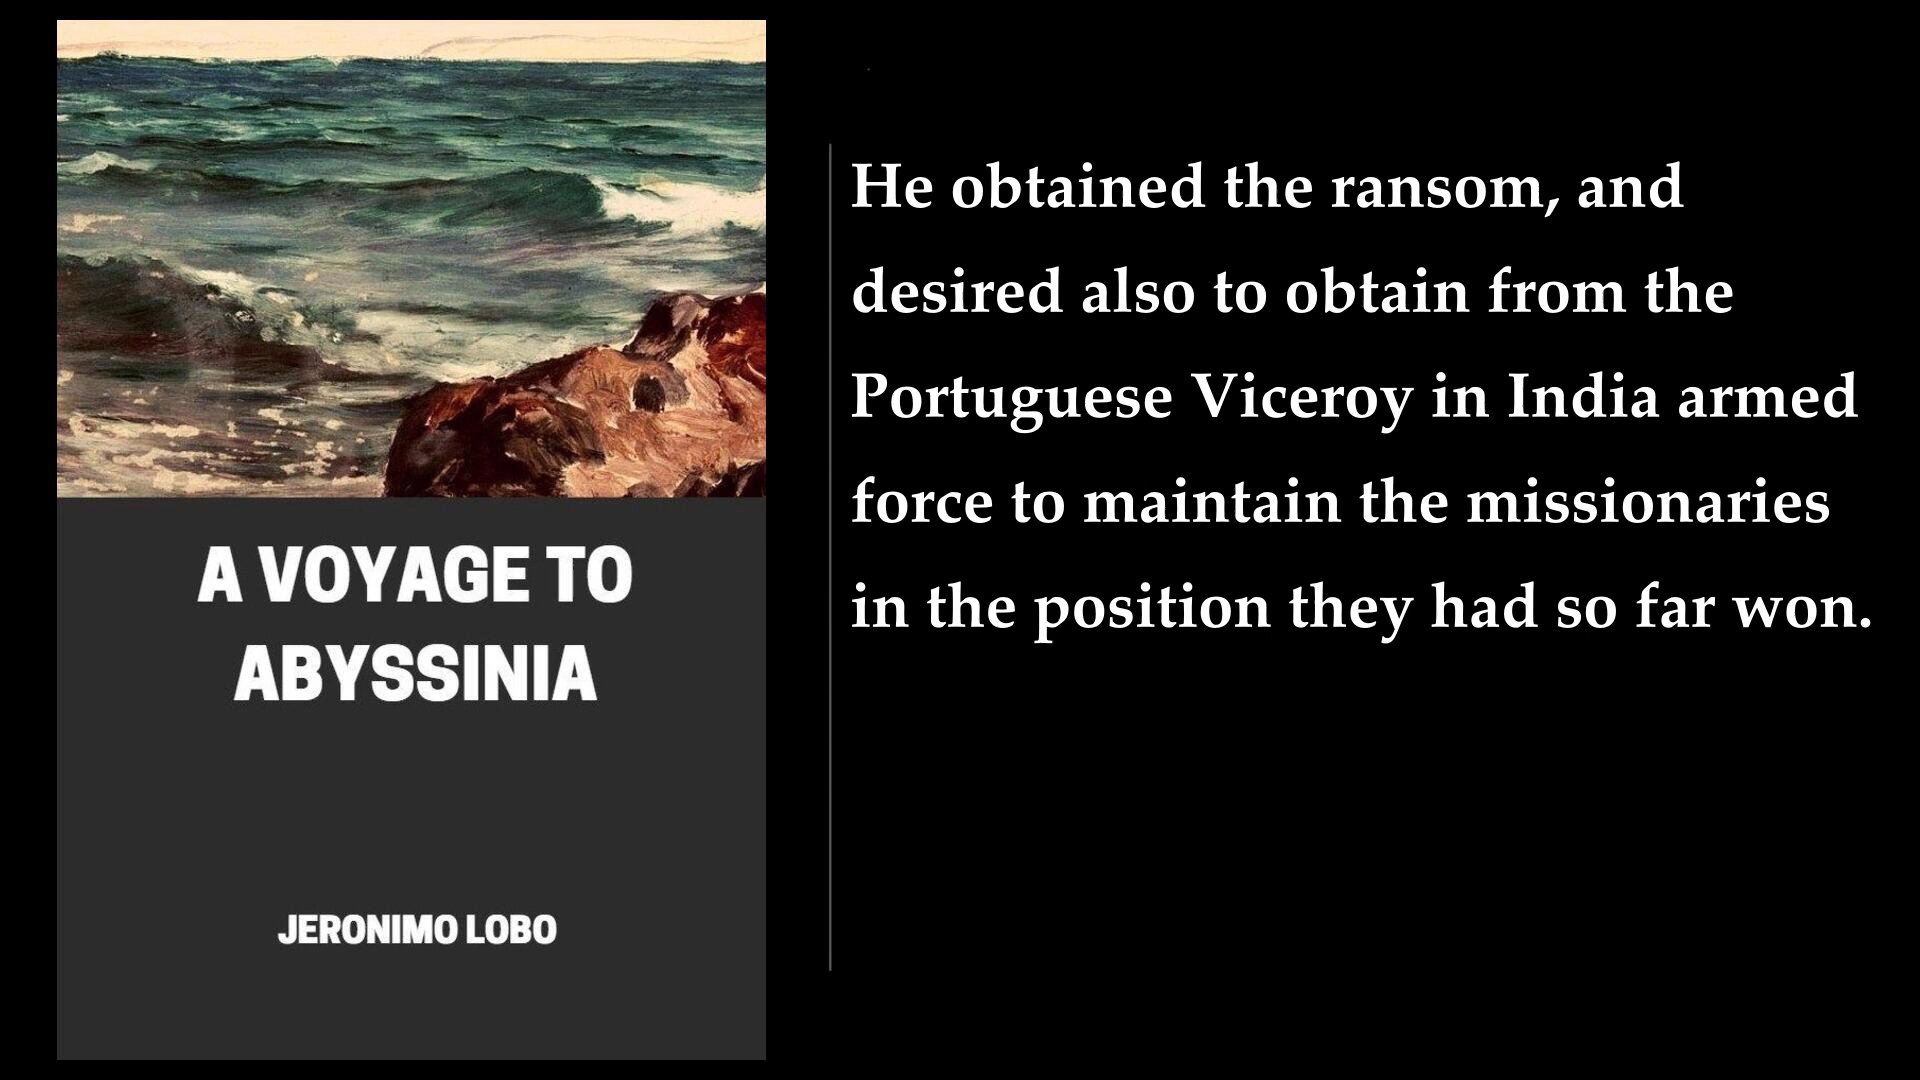 A VOYAGE TO
ABYSSINIA
JERONIMO LOBO
He obtained the ransom, and
desired also to obtain from the
Portuguese Viceroy in India armed
force to maintain the missionaries
in the position they had so far won.